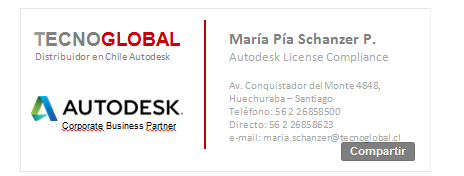 TECNOGLOBAL
Distribuidor en Chile Autodesk
AUTODESK.
Corporate Business Partner
María Pía Schanzer P.
Autodesk License Compliance
Av. Conquistador del Monte 4848,
Huechuraba – Santiago
Teléfono: 56 2 26858500
Directo: 56 2 26858623
e-mail: maria.schanzer@tecnoglobal.cl
Compartir